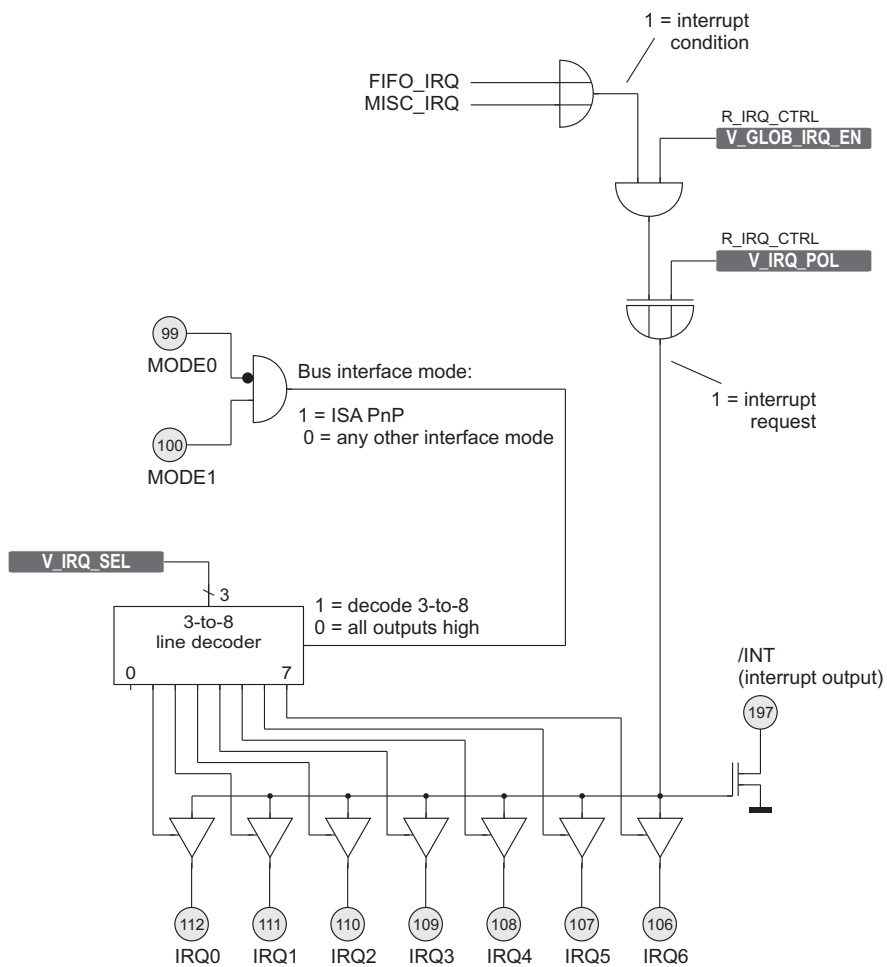 1 = interrupt
condition
FIFO_IRQ
MISC_IRQ
R_IRQ_CTRL
V_GLOB_IRQ_EN
R_IRQ_CTRL
V_IRQ_POL
99
MODE0
Bus interface mode:
1 = ISA PnP
0 = any other interface mode
100
MODE1
1 = interrupt
request
V_IRQ_SEL
3
3-to-8
line decoder
0 7
1 = decode 3-to-8
0 = all outputs high
/INT
(interrupt output)
197
112 111 110 109 108 107 106
IRQ0 IRQ1 IRQ2 IRQ3 IRQ4 IRQ5 IRQ6